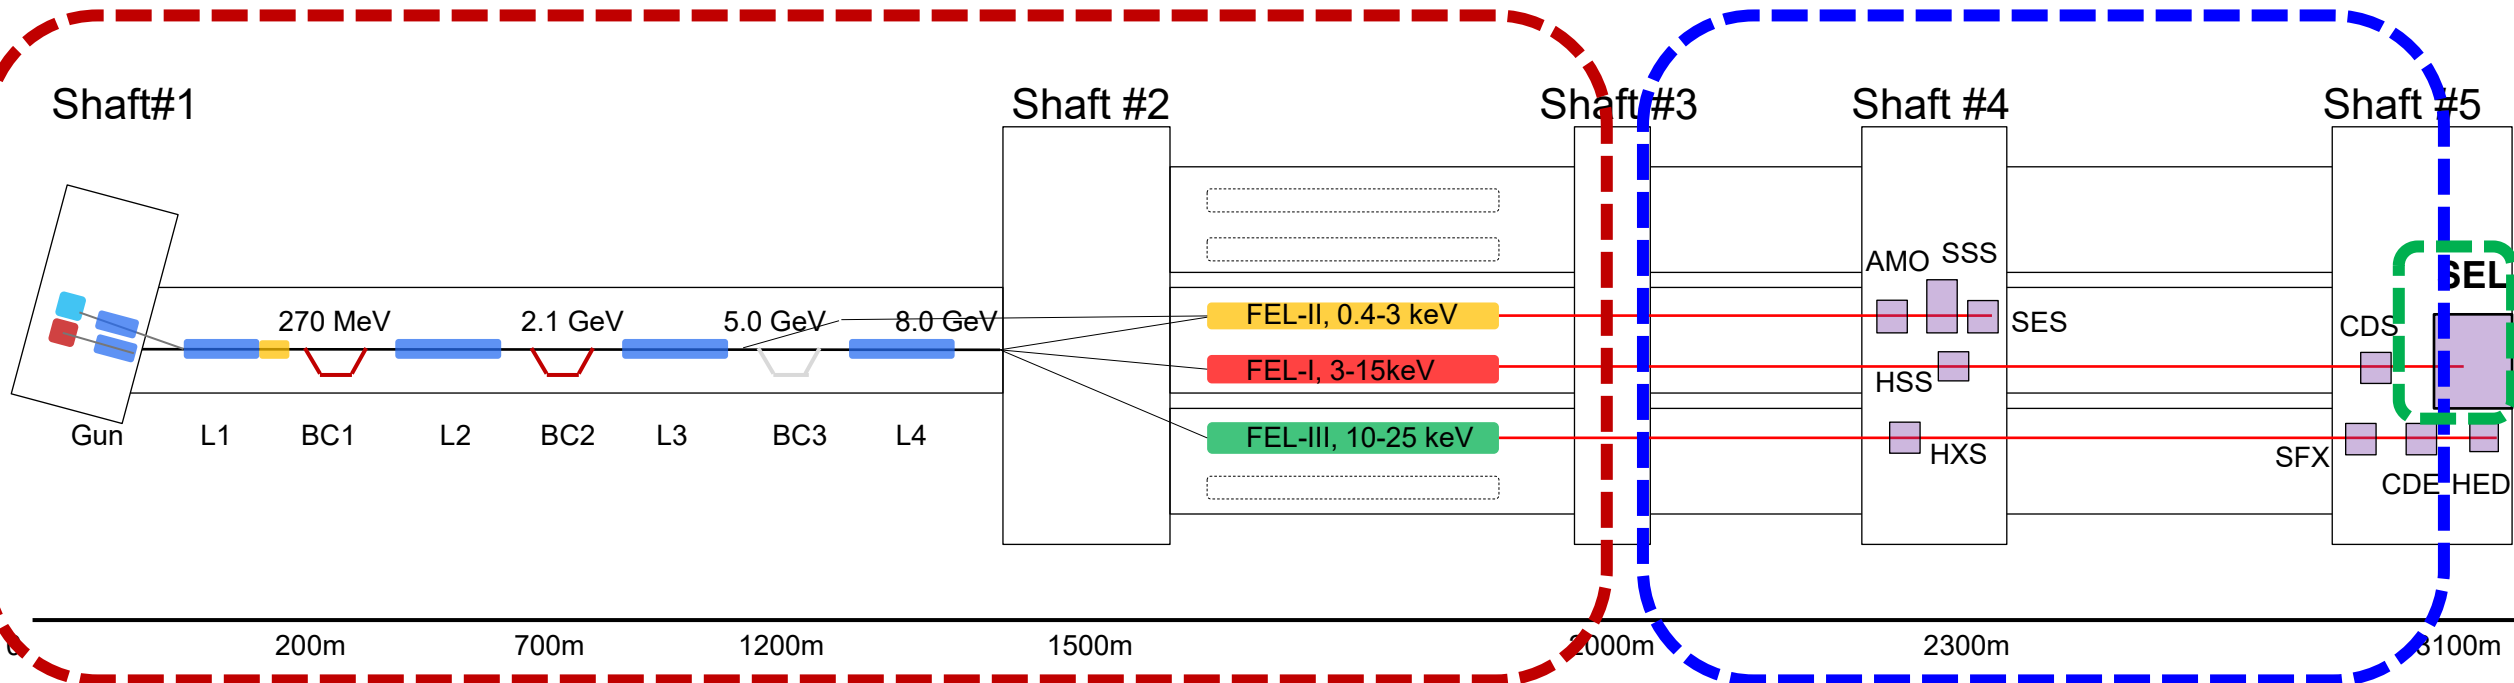 Shaft#1
Shaft #2
Shaft #3
Shaft #4
Shaft #5
AMO
SSS
SES
SEL
270 MeV
2.1 GeV
5.0 GeV
8.0 GeV
FEL-II, 0.4-3 keV
FEL-I, 3-15keV
FEL-III, 10-25 keV
CDS
HSS
HXS
SFX
CDE
HED
Gun
L1
BC1
L2
BC2
L3
BC3
L4
0
200m
700m
1200m
1500m
2000m
2300m
3100m